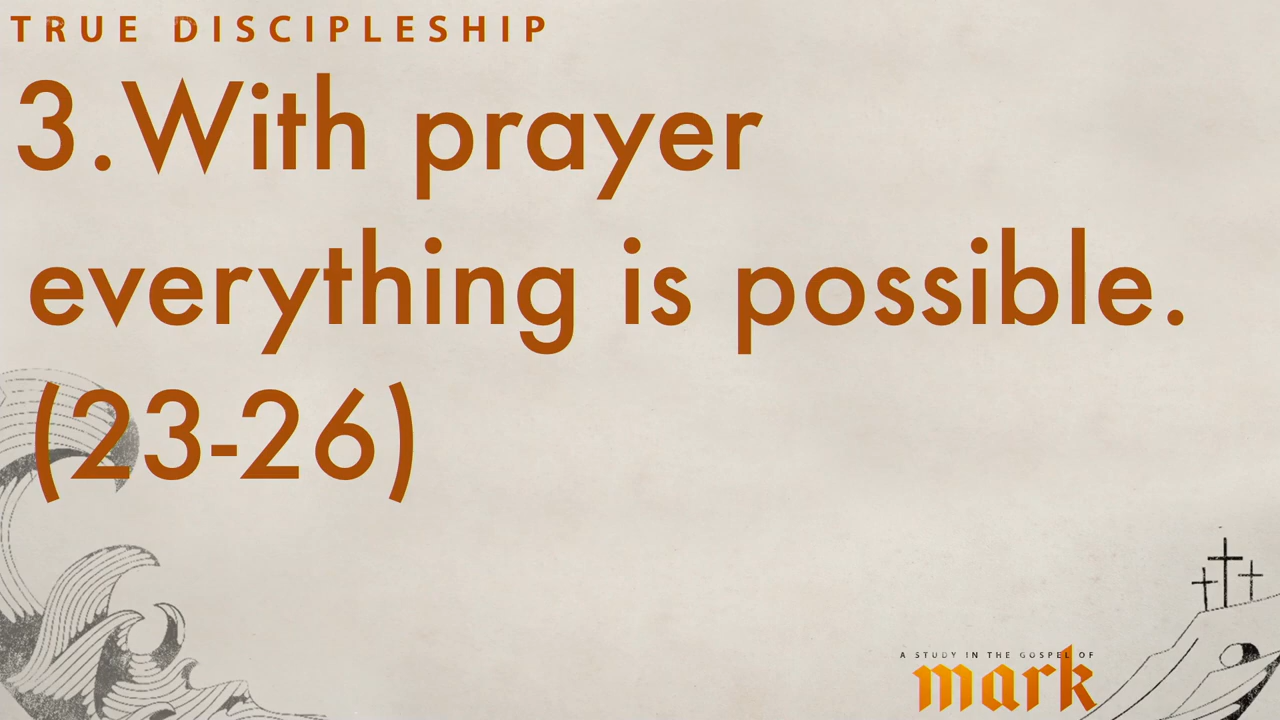 TRUE DISCIPLESHIP
3.With prayer
everything is possible.
(23-26)
A STUDY IN THE GOSPEL OF
mark